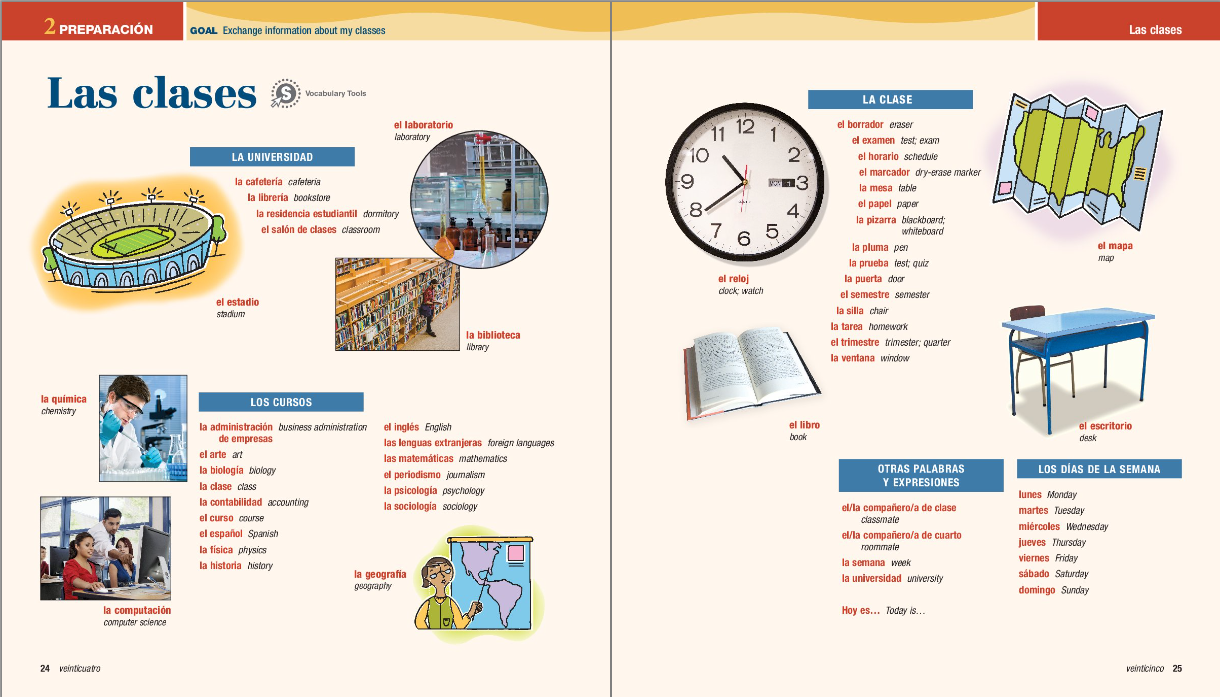 2 PREPARACIÓN
GOAL Exchange information about my classes
Las clases
Vocabulary Tools
LA UNIVERSIDAD
la cafetería cafeteria
la librería bookstore
la residencia estudiantil dormitory
el salón de clases classroom
el laboratorio
laboratory
el estadio
stadium
la biblioteca
library
la química
chemistry
LOS CURSOS
la administración business administration
de empresas
el arte art
la biología biology
la clase class
la contabilidad accounting
el curso course
el español Spanish
la física physics
la historia history
el inglés English
las lenguas extranjeras foreign languages
las matemáticas mathematics
el periodismo journalism
la psicología psychology
la sociología sociology
la computación
computer science
la geografía
geography
24 veinticuatro
Las clases
12
1
2
3
4
5
6
7
8
9
10
11
el reloj
clock; watch
LA CLASE
el borrador eraser
el examen test; exam
el horario schedule
el marcador dry-erase marker
la mesa table
el papel paper
la pizarra blackboard;
whiteboard
la pluma pen
la prueba test; quiz
la puerta door
el semestre semester
la silla chair
la tarea homework
el trimestre trimester; quarter
la ventana window
el mapa
map
el libro
book
el escritorio
desk
OTRAS PALABRAS
Y EXPRESIONES
el/la compañero/a de clase
classmate
el/la compañero/a de cuarto
roommate
la semana week
la universidad university
Hoy es... Today is...
LOS DÍAS DE LA SEMANA
lunes Monday
martes Tuesday
miércoles Wednesday
jueves Thursday
viernes Friday
sábado Saturday
domingo Sunday
veinticinco 25